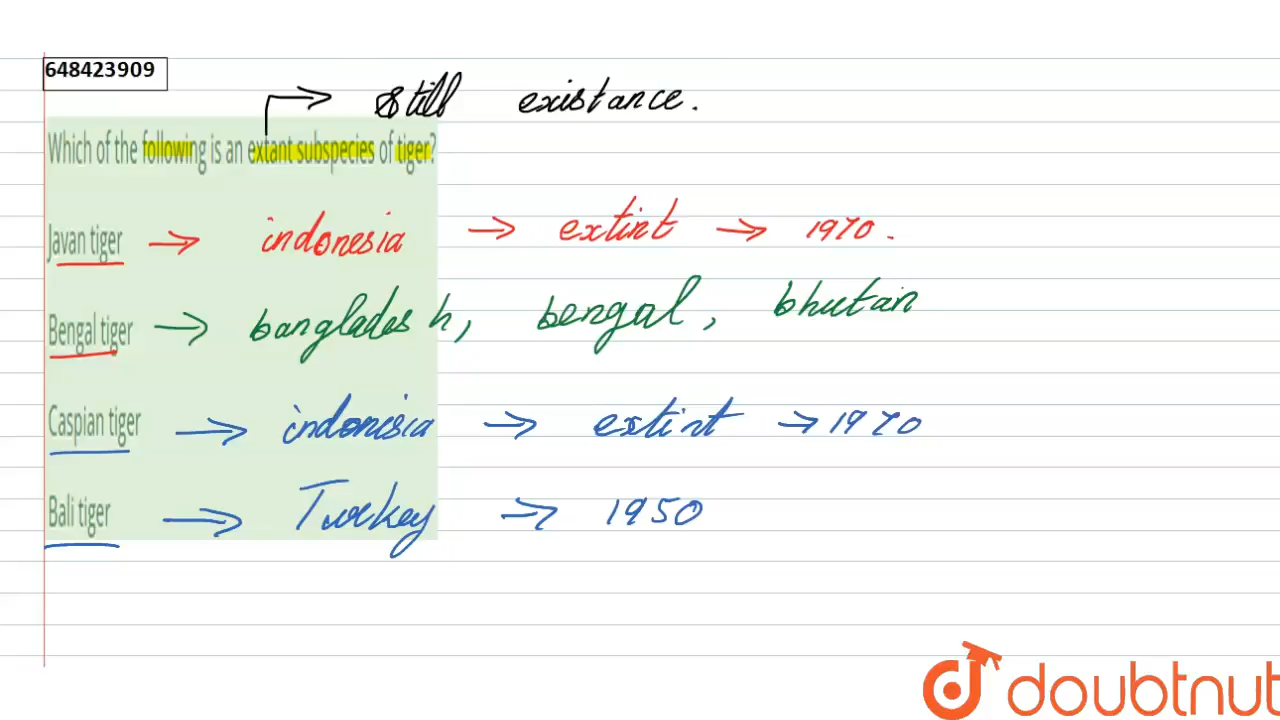 648423909
still existance.
Which of the following is an extant subspecies of tiger?
Javan tiger → indonesia → extint → 1970.
Bengal tiger → bangladesh, bengal, bhutan
Caspian tiger → indonisia → extint → 1970
Bali tiger → Turkey → 1950
doubtnut